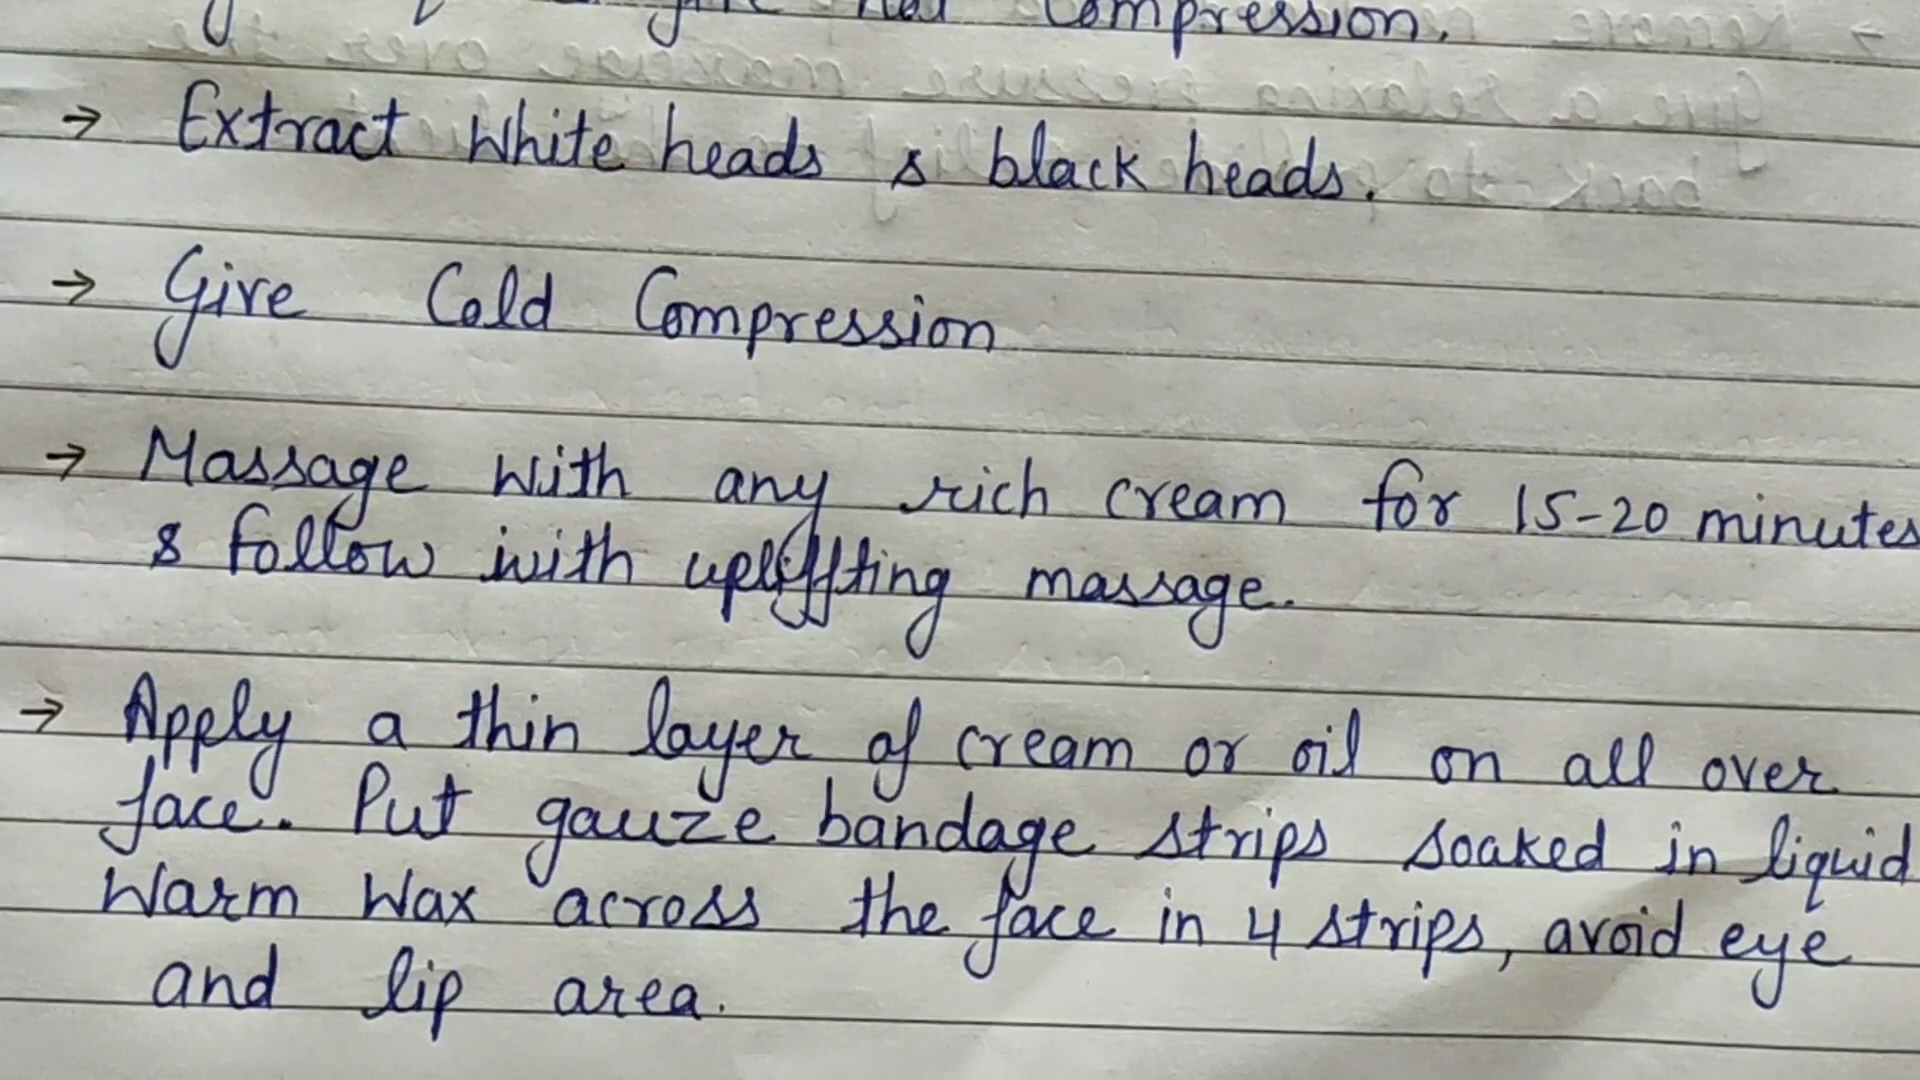 Compression.
→ Extract White heads & black heads.
→ Give Cold Compression
→ Massage With any rich cream for 15-20 minutes
& follow with upliffting massage.
→ Apply a thin layer of cream or oil on all over
face. Put gauze bandage strips soaked in liquid
Warm Wax across the face in 4 strips, avoid eye
and lip area.